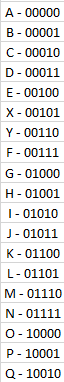 A - 00000
B - 00001
C - 00010
D - 00011
E - 00100
X - 00101
Y - 00110
F - 00111
G - 01000
H - 01001
I - 01010
J - 01011
K - 01100
L - 01101
M - 01110
N - 01111
O - 10000
P - 10001
Q - 10010